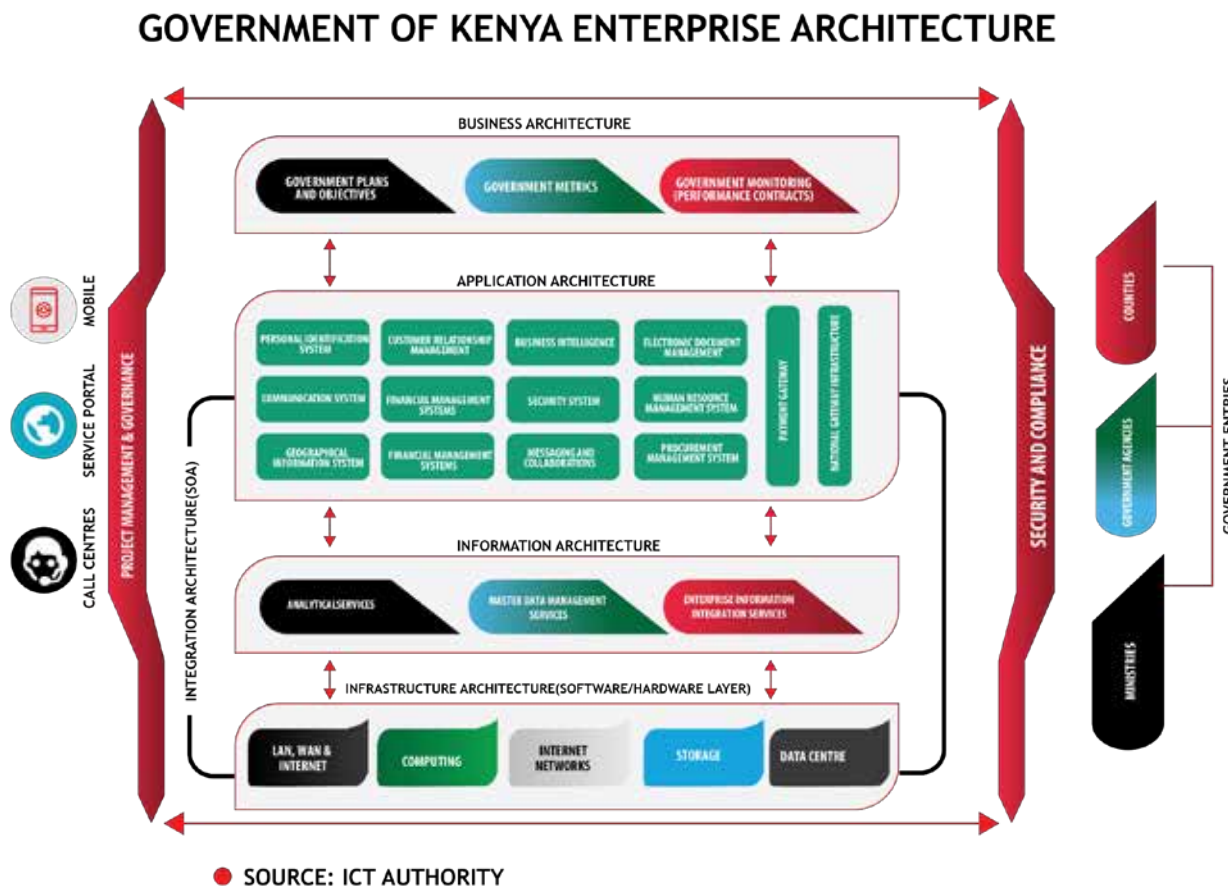 GOVERNMENT OF KENYA ENTERPRISE ARCHITECTURE
BUSINESS ARCHITECTURE
GOVERNMENT PLANS
AND OBJECTIVES
GOVERNMENT METRICS
GOVERNMENT MONITORING
(PERFORMANCE CONTRACTS)
MOBILE
SERVICE PORTAL
CALL CENTRES
PROJECT MANAGEMENT & GOVERNANCE
INTEGRATION ARCHITECTURE(SOA)
APPLICATION ARCHITECTURE
PERSONAL IDENTIFICATION
SYSTEM
CUSTOMER RELATIONSHIP
MANAGEMENT
BUSINESS INTELLIGENCE
ELECTRONIC DOCUMENT
MANAGEMENT
COMMUNICATION SYSTEM
FINANCIAL MANAGEMENT
SYSTEMS
SECURITY SYSTEM
HUMAN RESOURCE
MANAGEMENT SYSTEM
GEOGRAPHICAL
INFORMATION SYSTEM
FINANCIAL MANAGEMENT
SYSTEMS
MESSAGING AND
COLLABORATIONS
PROCUREMENT
MANAGEMENT SYSTEM
PAYMENT GATEWAY
NATIONAL GATEWAY INFRASTRUCTURE
INFORMATION ARCHITECTURE
ANALYTICALSERVICES
MASTER DATA MANAGEMENT
SERVICES
ENTERPRISE INFORMATION
INTEGRATION SERVICES
INFRASTRUCTURE ARCHITECTURE(SOFTWARE/HARDWARE LAYER)
LAN, WAN &
INTERNET
COMPUTING
INTERNET
NETWORKS
STORAGE
DATA CENTRE
SECURITY AND COMPLIANCE
COUNTIES
GOVERNMENT AGENCIES
MINISTRIES
GOVERNMENT ENTRIES
SOURCE: ICT AUTHORITY